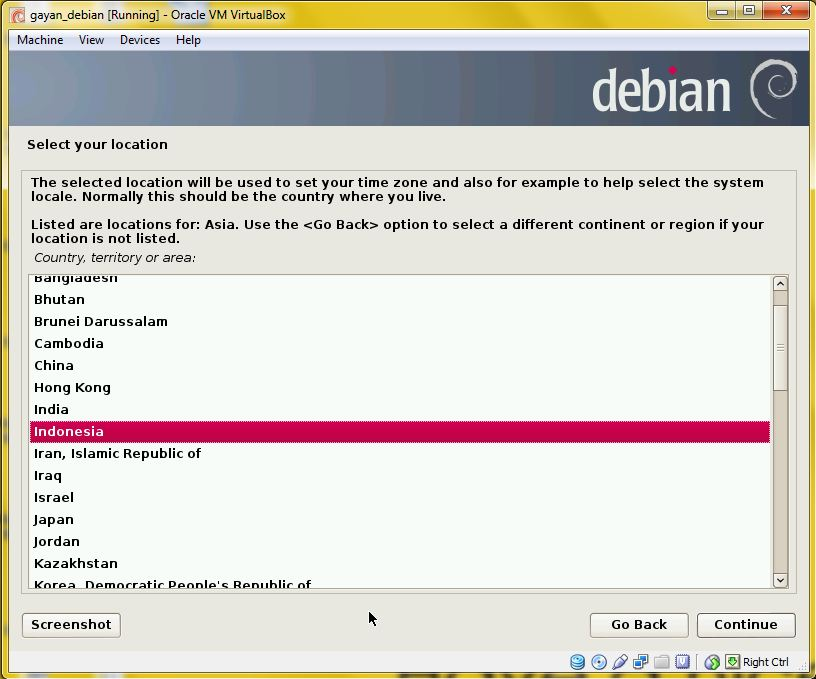 gayan_debian [Running] - Oracle VM VirtualBox
Machine View Devices Help
debian
Select your location
The selected location will be used to set your time zone and also for example to help select the system
locale. Normally this should be the country where you live.
Listed are locations for: Asia. Use the <Go Back> option to select a different continent or region if your
location is not listed.
Country, territory or area:
Bangladesh
Bhutan
Brunei Darussalam
Cambodia
China
Hong Kong
India
Indonesia
Iran, Islamic Republic of
Iraq
Israel
Japan
Jordan
Kazakhstan
Korea, Democratic People's Republic of
Screenshot Go Back Continue
Right Ctrl